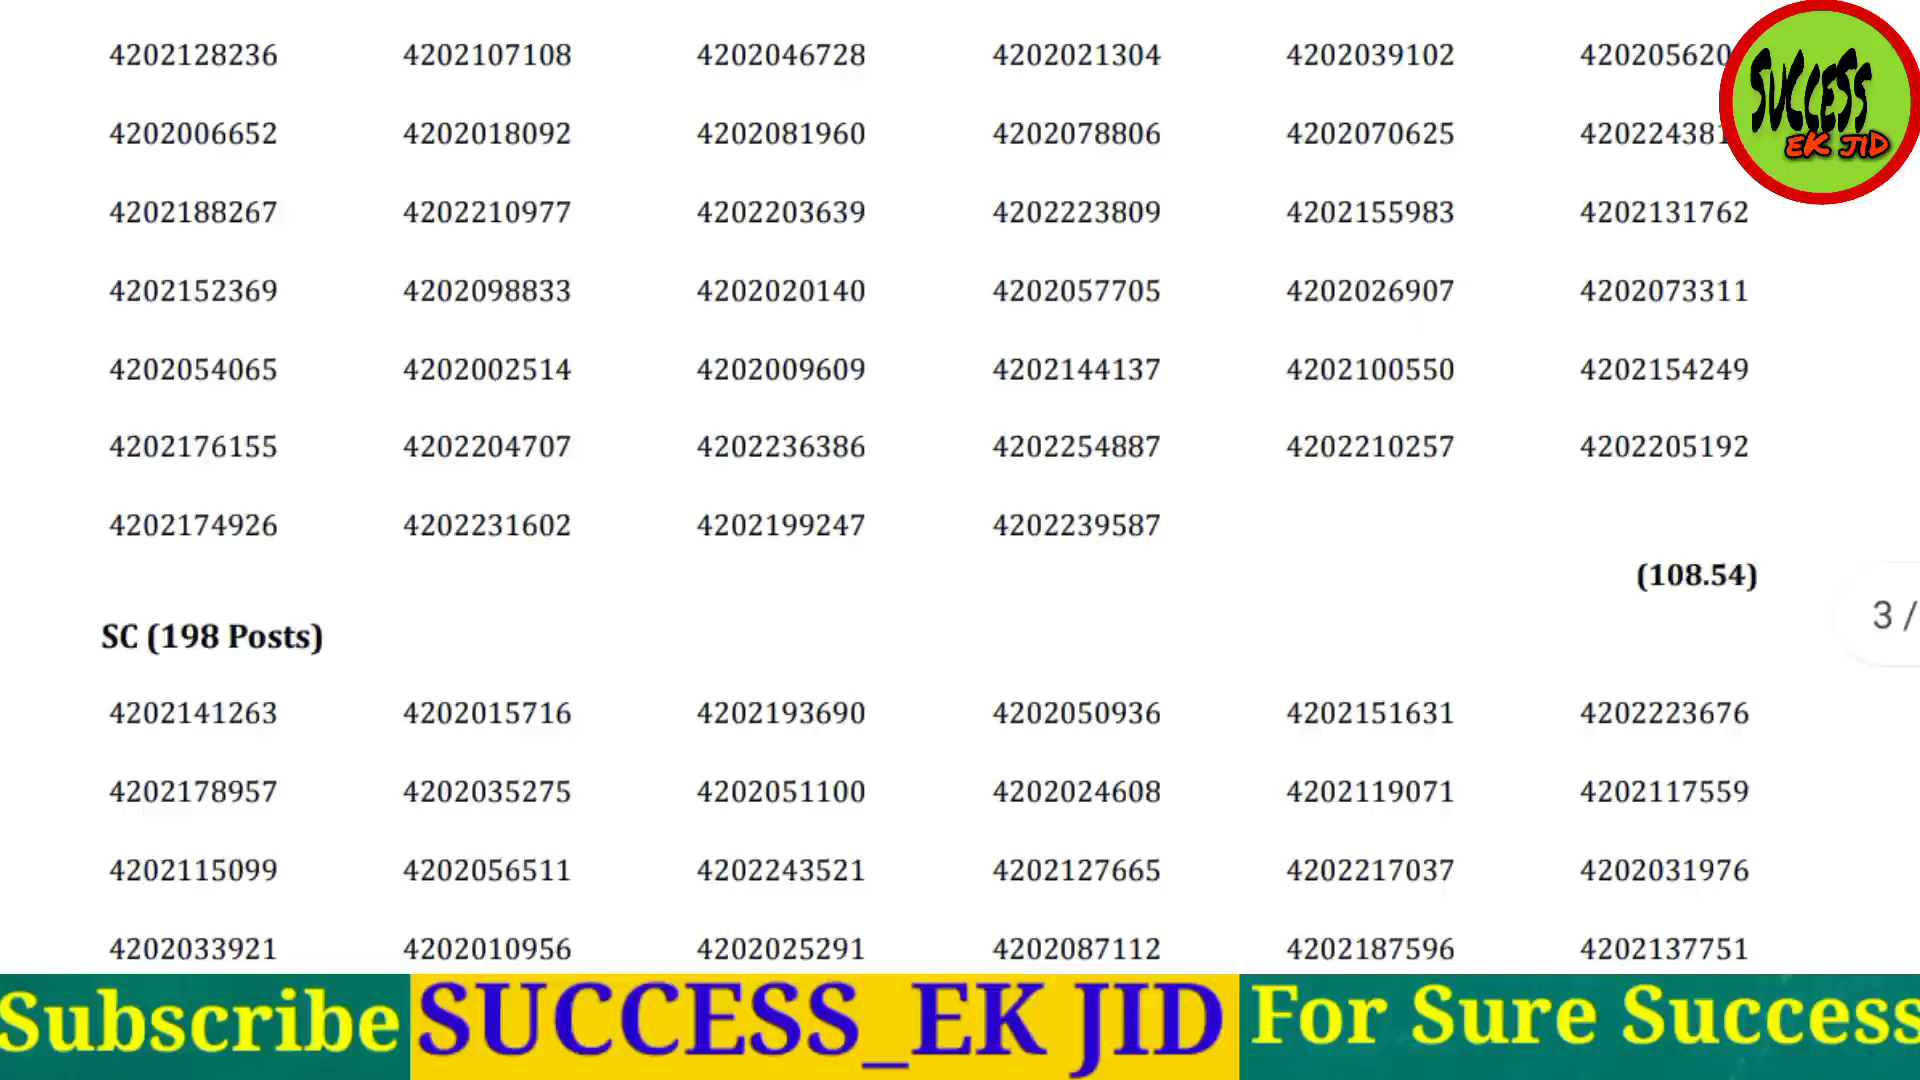 4202128236 4202107108 4202046728 4202021304 4202039102
4202006652 4202018092 4202081960 4202078806 4202070625
4202188267 4202210977 4202203639 4202223809 4202155983 4202131762
4202152369 4202098833 4202020140 4202057705 4202026907 4202073311
4202054065 4202002514 4202009609 4202144137 4202100550 4202154249
4202176155 4202204707 4202236386 4202254887 4202210257 4202205192
4202174926 4202231602 4202199247 4202239587
(108.54)
3 /
SC (198 Posts)
4202141263 4202015716 4202193690 4202050936 4202151631 4202223676
4202178957 4202035275 4202051100 4202024608 4202119071 4202117559
4202115099 4202056511 4202243521 4202127665 4202217037 4202031976
4202033921 4202010956 4202025291 4202087112 4202187596 4202137751
SUCCESS
EK JID
Subscribe SUCCESS_EK JID For Sure Success